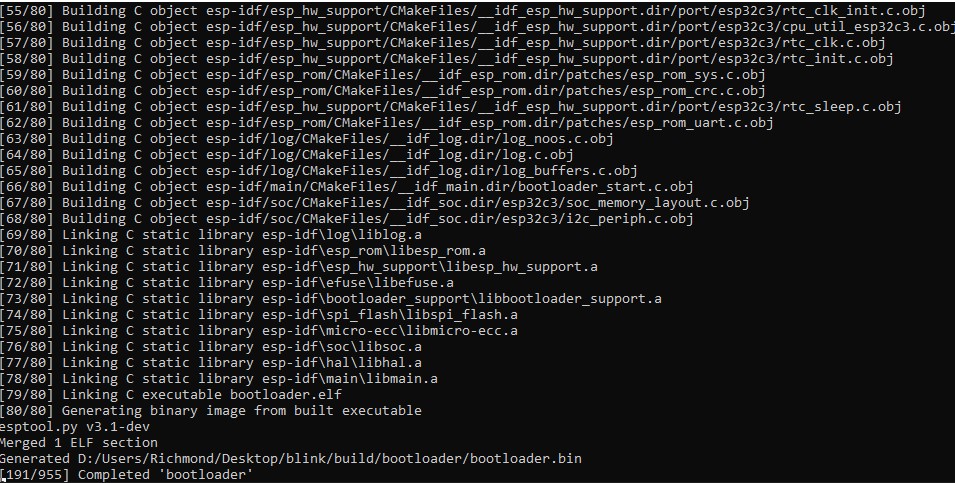 [55/80] Building C object esp-idf/esp_hw_support/CMakeFiles/__idf_esp_hw_support.dir/port/esp32c3/rtc_clk_init.c.obj
[56/80] Building C object esp-idf/esp_hw_support/CMakeFiles/__idf_esp_hw_support.dir/port/esp32c3/cpu_util_esp32c3.c.obj
[57/80] Building C object esp-idf/esp_hw_support/CMakeFiles/__idf_esp_hw_support.dir/port/esp32c3/rtc_clk.c.obj
[58/80] Building C object esp-idf/esp_hw_support/CMakeFiles/__idf_esp_hw_support.dir/port/esp32c3/rtc_init.c.obj
[59/80] Building C object esp-idf/esp_rom/CMakeFiles/__idf_esp_rom.dir/patches/esp_rom_sys.c.obj
[60/80] Building C object esp-idf/esp_rom/CMakeFiles/__idf_esp_rom.dir/patches/esp_rom_crc.c.obj
[61/80] Building C object esp-idf/esp_hw_support/CMakeFiles/__idf_esp_hw_support.dir/port/esp32c3/rtc_sleep.c.obj
[62/80] Building C object esp-idf/esp_rom/CMakeFiles/__idf_esp_rom.dir/patches/esp_rom_uart.c.obj
[63/80] Building C object esp-idf/log/CMakeFiles/__idf_log.dir/log_noos.c.obj
[64/80] Building C object esp-idf/log/CMakeFiles/__idf_log.dir/log.c.obj
[65/80] Building C object esp-idf/log/CMakeFiles/__idf_log.dir/log_buffers.c.obj
[66/80] Building C object esp-idf/main/CMakeFiles/__idf_main.dir/bootloader_start.c.obj
[67/80] Building C object esp-idf/soc/CMakeFiles/__idf_soc.dir/esp32c3/soc_memory_layout.c.obj
[68/80] Building C object esp-idf/soc/CMakeFiles/__idf_soc.dir/esp32c3/i2c_periph.c.obj
[69/80] Linking C static library esp-idf\log\liblog.a
[70/80] Linking C static library esp-idf\esp_rom\libesp_rom.a
[71/80] Linking C static library esp-idf\esp_hw_support\libesp_hw_support.a
[72/80] Linking C static library esp-idf\efuse\libefuse.a
[73/80] Linking C static library esp-idf\bootloader_support\libbootloader_support.a
[74/80] Linking C static library esp-idf\spi_flash\libspi_flash.a
[75/80] Linking C static library esp-idf\micro-ecc\libmicro-ecc.a
[76/80] Linking C static library esp-idf\soc\libsoc.a
[77/80] Linking C static library esp-idf\hal\libhal.a
[78/80] Linking C static library esp-idf\main\libmain.a
[79/80] Linking C executable bootloader.elf
[80/80] Generating binary image from built executable
esptool.py v3.1-dev
Merged 1 ELF section
Generated D:/Users/Richmond/Desktop/blink/build/bootloader/bootloader.bin
[191/955] Completed 'bootloader'